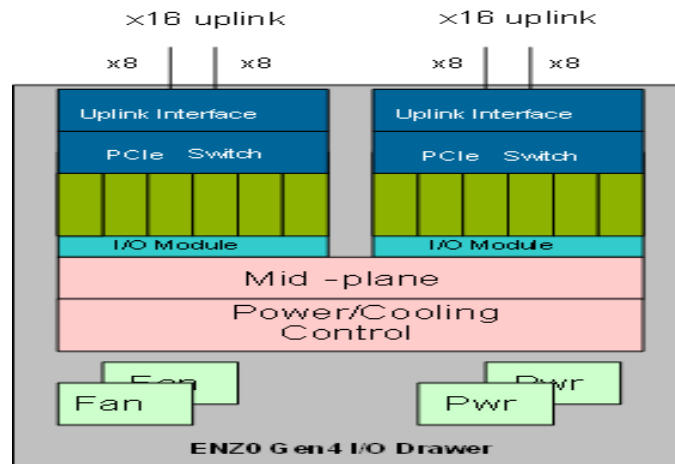 x16 uplink
x16 uplink
x8
x8
x8
x8
Uplink Interface
Uplink Interface
PCIe Switch
PCIe Switch
I/O Module
I/O Module
Mid -plane
Power/Cooling
Control
Fan
Pwr
Fan
Pwr
ENZ0 Gen4 I/O Drawer